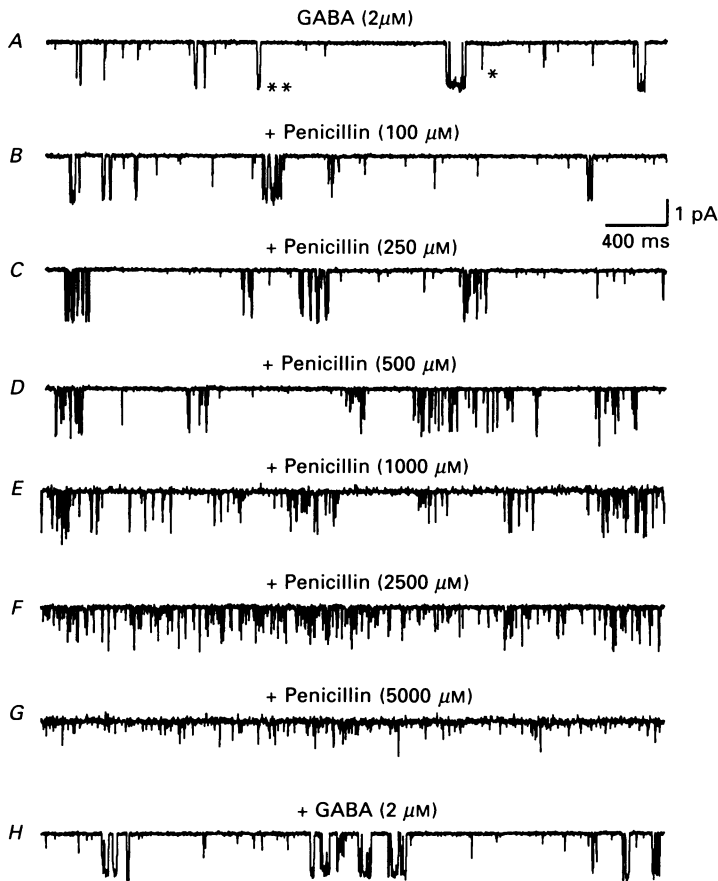 GABA (2μM)
A
*
**
+ Penicillin (100 μM)
B
1 pA
400 ms
+ Penicillin (250 μM)
C
+ Penicillin (500 μM)
D
+ Penicillin (1000 μM)
E
+ Penicillin (2500 μM)
F
+ Penicillin (5000 μM)
G
+ GABA (2 μM)
H